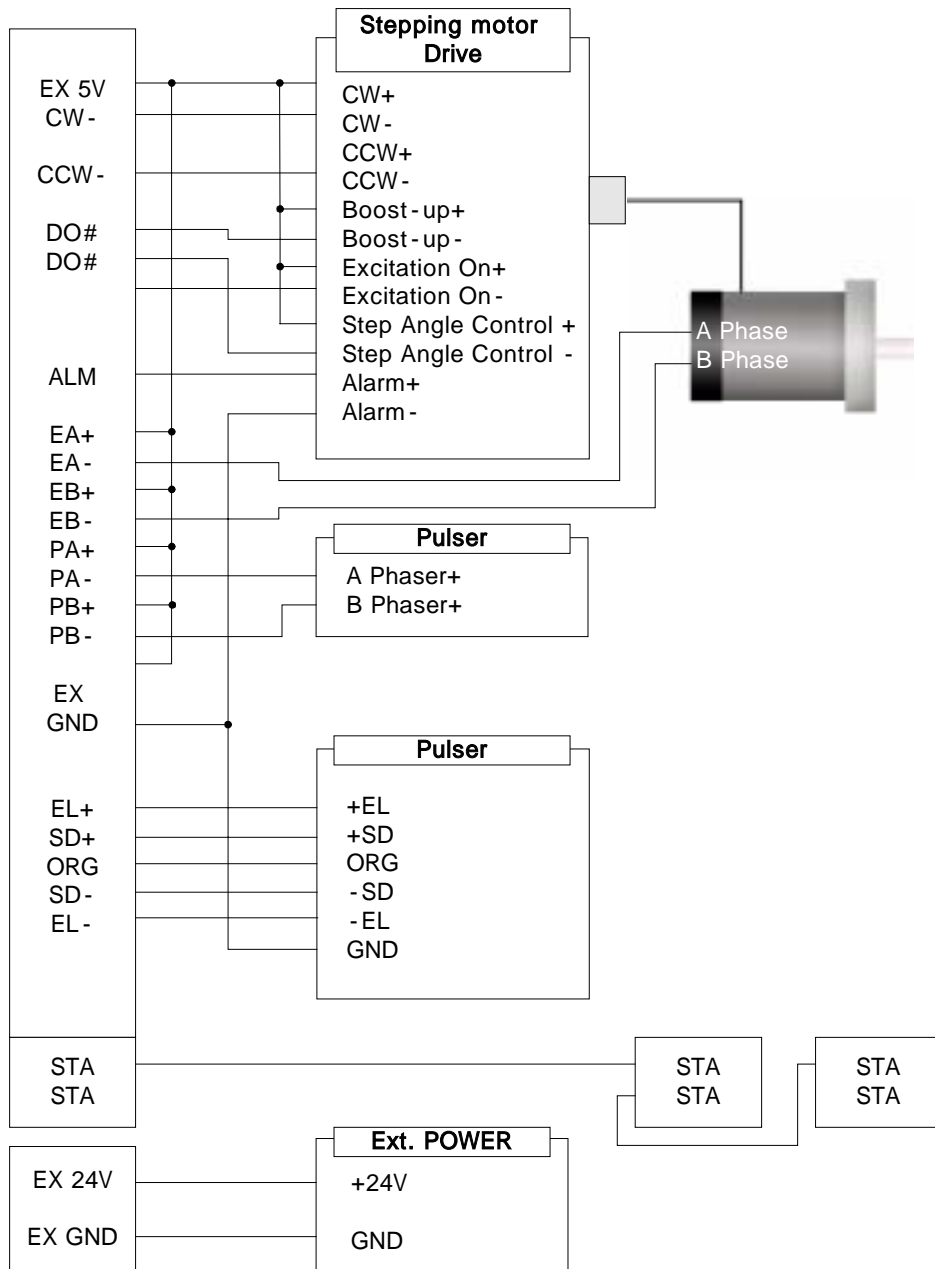 EX 5V
CW-
CCW-
DO#
DO#
ALM
EA+
EA-
EB+
EB-
PA+
PA-
PB+
PB-
EX
GND
EL+
SD+
ORG
SD-
EL-
STA
STA
EX 24V
EX GND
Stepping motor
Drive
CW+
CW-
CCW+
CCW-
Boost-up+
Boost-up-
Excitation On+
Excitation On-
Step Angle Control +
Step Angle Control -
Alarm+
Alarm-
A Phase
B Phase
Pulser
A Phaser+
B Phaser+
Pulser
+EL
+SD
ORG
-SD
-EL
GND
STA
STA
STA
STA
Ext. POWER
+24V
GND